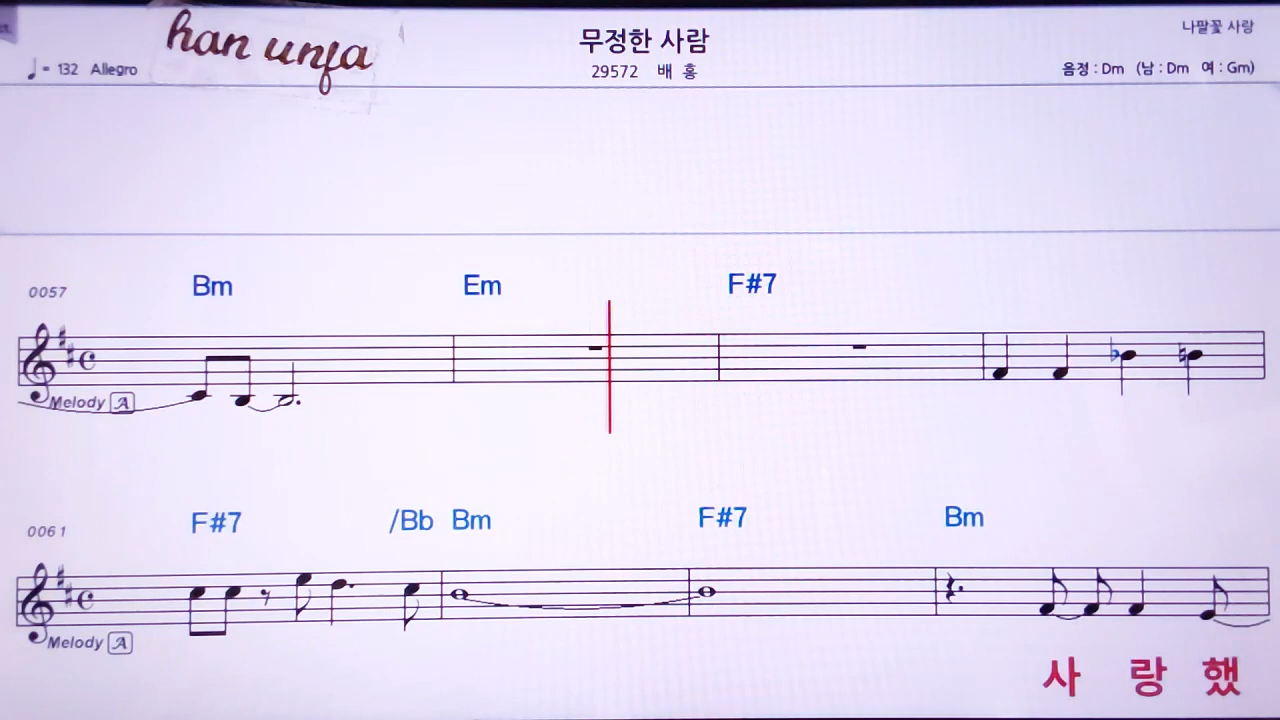 han unja
무정한 사람
나팔꽃 사랑
♩= 132 Allegro
29572 배 홍
음정 : Dm (남 : Dm 여 : Gm)
Bm Em F#7
0057
Melody A
F#7 /Bb Bm F#7 Bm
0061
Melody A
사 랑 했